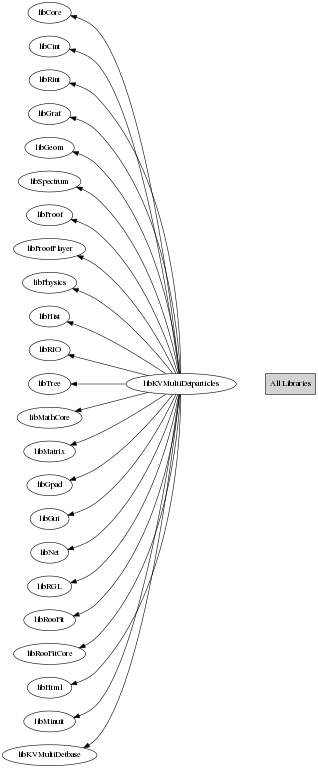 libCore
libCint
libRint
libGraf
libGeom
libSpectrum
libProof
libProofPlayer
libPhysics
libHist
libRIO
libTree
libKVMultiDetparticles
All Libraries
libMathCore
libMatrix
libGpad
libGui
libNet
libRGL
libRooFit
libRooFitCore
libHtml
libMinuit
libKVMultiDetbase